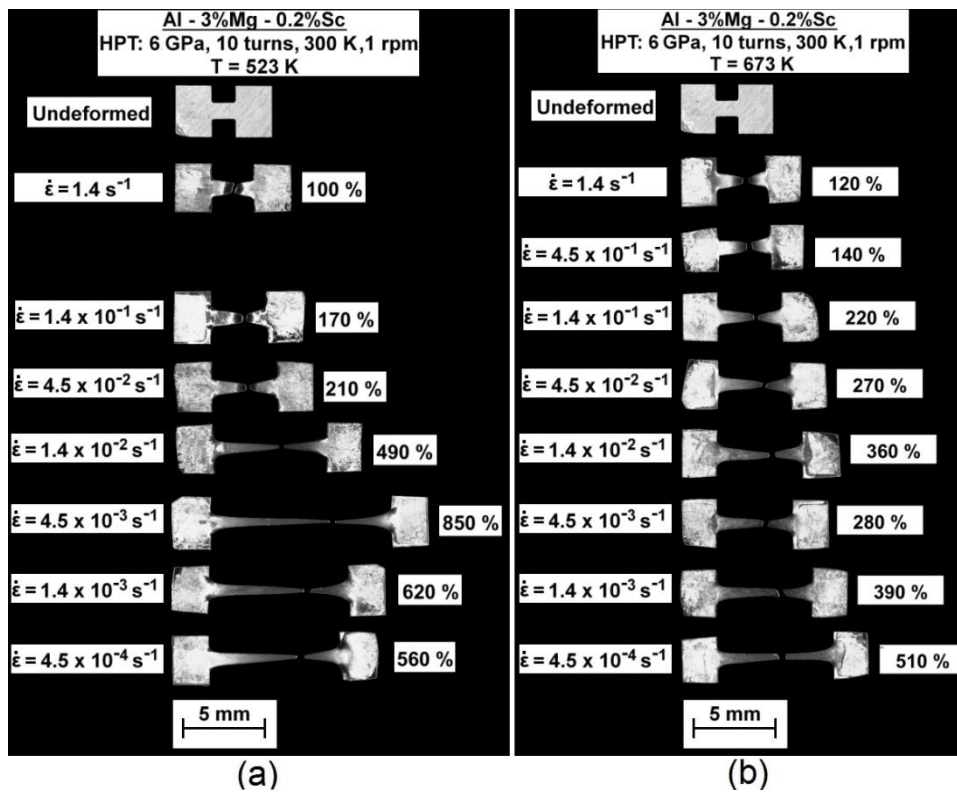 Al - 3%Mg - 0.2%Sc
HPT: 6 GPa, 10 turns, 300 K,1 rpm
T = 523 K
Undeformed
ε̇ = 1.4 s⁻¹
100 %
ε̇ = 1.4 x 10⁻¹ s⁻¹
170 %
ε̇ = 4.5 x 10⁻² s⁻¹
210 %
ε̇ = 1.4 x 10⁻² s⁻¹
490 %
ε̇ = 4.5 x 10⁻³ s⁻¹
850 %
ε̇ = 1.4 x 10⁻³ s⁻¹
620 %
ε̇ = 4.5 x 10⁻⁴ s⁻¹
560 %
5 mm
(a)
Al - 3%Mg - 0.2%Sc
HPT: 6 GPa, 10 turns, 300 K,1 rpm
T = 673 K
Undeformed
ε̇ = 1.4 s⁻¹
120 %
ε̇ = 4.5 x 10⁻¹ s⁻¹
140 %
ε̇ = 1.4 x 10⁻¹ s⁻¹
220 %
ε̇ = 4.5 x 10⁻² s⁻¹
270 %
ε̇ = 1.4 x 10⁻² s⁻¹
360 %
ε̇ = 4.5 x 10⁻³ s⁻¹
280 %
ε̇ = 1.4 x 10⁻³ s⁻¹
390 %
ε̇ = 4.5 x 10⁻⁴ s⁻¹
510 %
5 mm
(b)